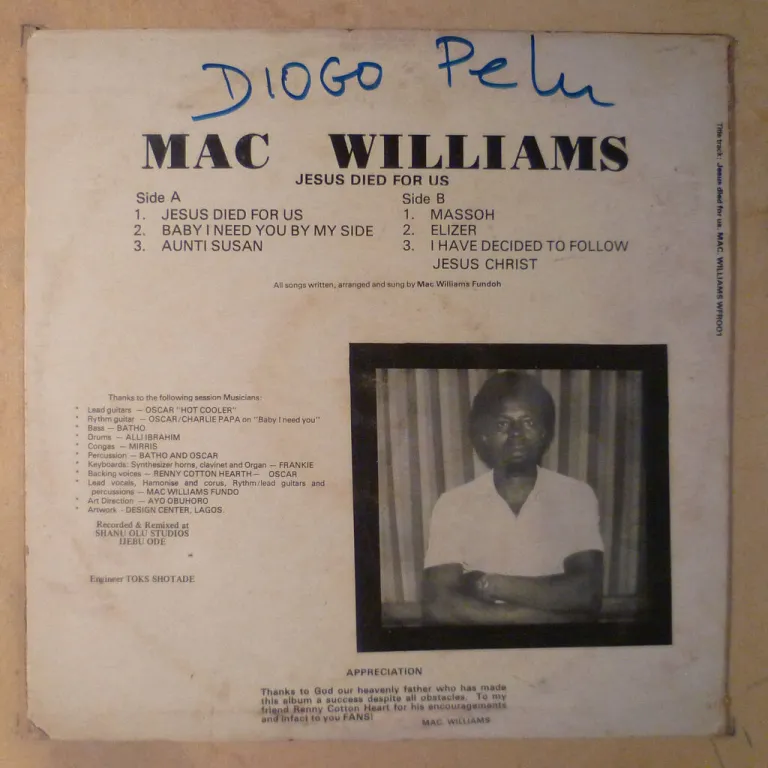 DIOGO Pelu
MAC WILLIAMS
JESUS DIED FOR US
Side A
1. JESUS DIED FOR US
2. BABY I NEED YOU BY MY SIDE
3. AUNTI SUSAN
Side B
1. MASSOH
2. ELIZER
3. I HAVE DECIDED TO FOLLOW
JESUS CHRIST
All songs written, arranged and sung by Mac Williams Fundoh
Title track: Jesus died for us. MAC. WILLIAMS WFR001
Thanks to the following session Musicians:
* Lead guitars — OSCAR "HOT COOLER"
* Rythm guitar — OSCAR/CHARLIE PAPA on "Baby I need you"
* Bass — BATHO
* Drums — ALLI IBRAHIM
* Congas — MIRRIS
* Percussion — BATHO AND OSCAR
* Keyboards: Synthesizer horns, clavinet and Organ — FRANKIE
* Backing voices — RENNY COTTON HEARTH — OSCAR
* Lead vocals, Hamonise and corus, Rythm/lead guitars and
percussions — MAC WILLIAMS FUNDO
* Art Direction — AYO OBUHORO
* Artwork - DESIGN CENTER, LAGOS.
Recorded & Remixed at
SHANU OLU STUDIOS
IJEBU ODE
Engineer TOKS SHOTADE
APPRECIATION
Thanks to God our heavenly father who has made
this album a success despite all obstacles. To my
friend Renny Cotton Heart for his encouragements
and infact to you FANS!
MAC. WILLIAMS